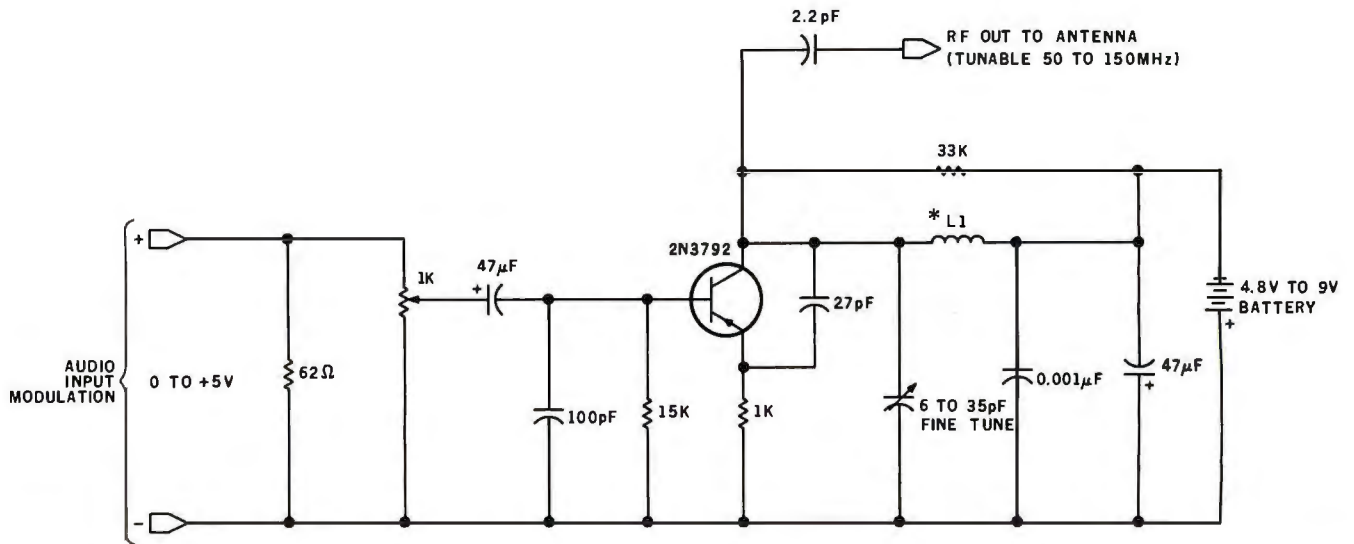 2.2pF
RF OUT TO ANTENNA
(TUNABLE 50 TO 150MHz)
33K
*L1
2N3792
+
1K
47µF
+
27pF
4.8V TO 9V
BATTERY
+
AUDIO
INPUT
MODULATION
0 TO +5V
62Ω
100pF
15K
1K
6 TO 35pF
FINE TUNE
0.001µF
47µF
+
-